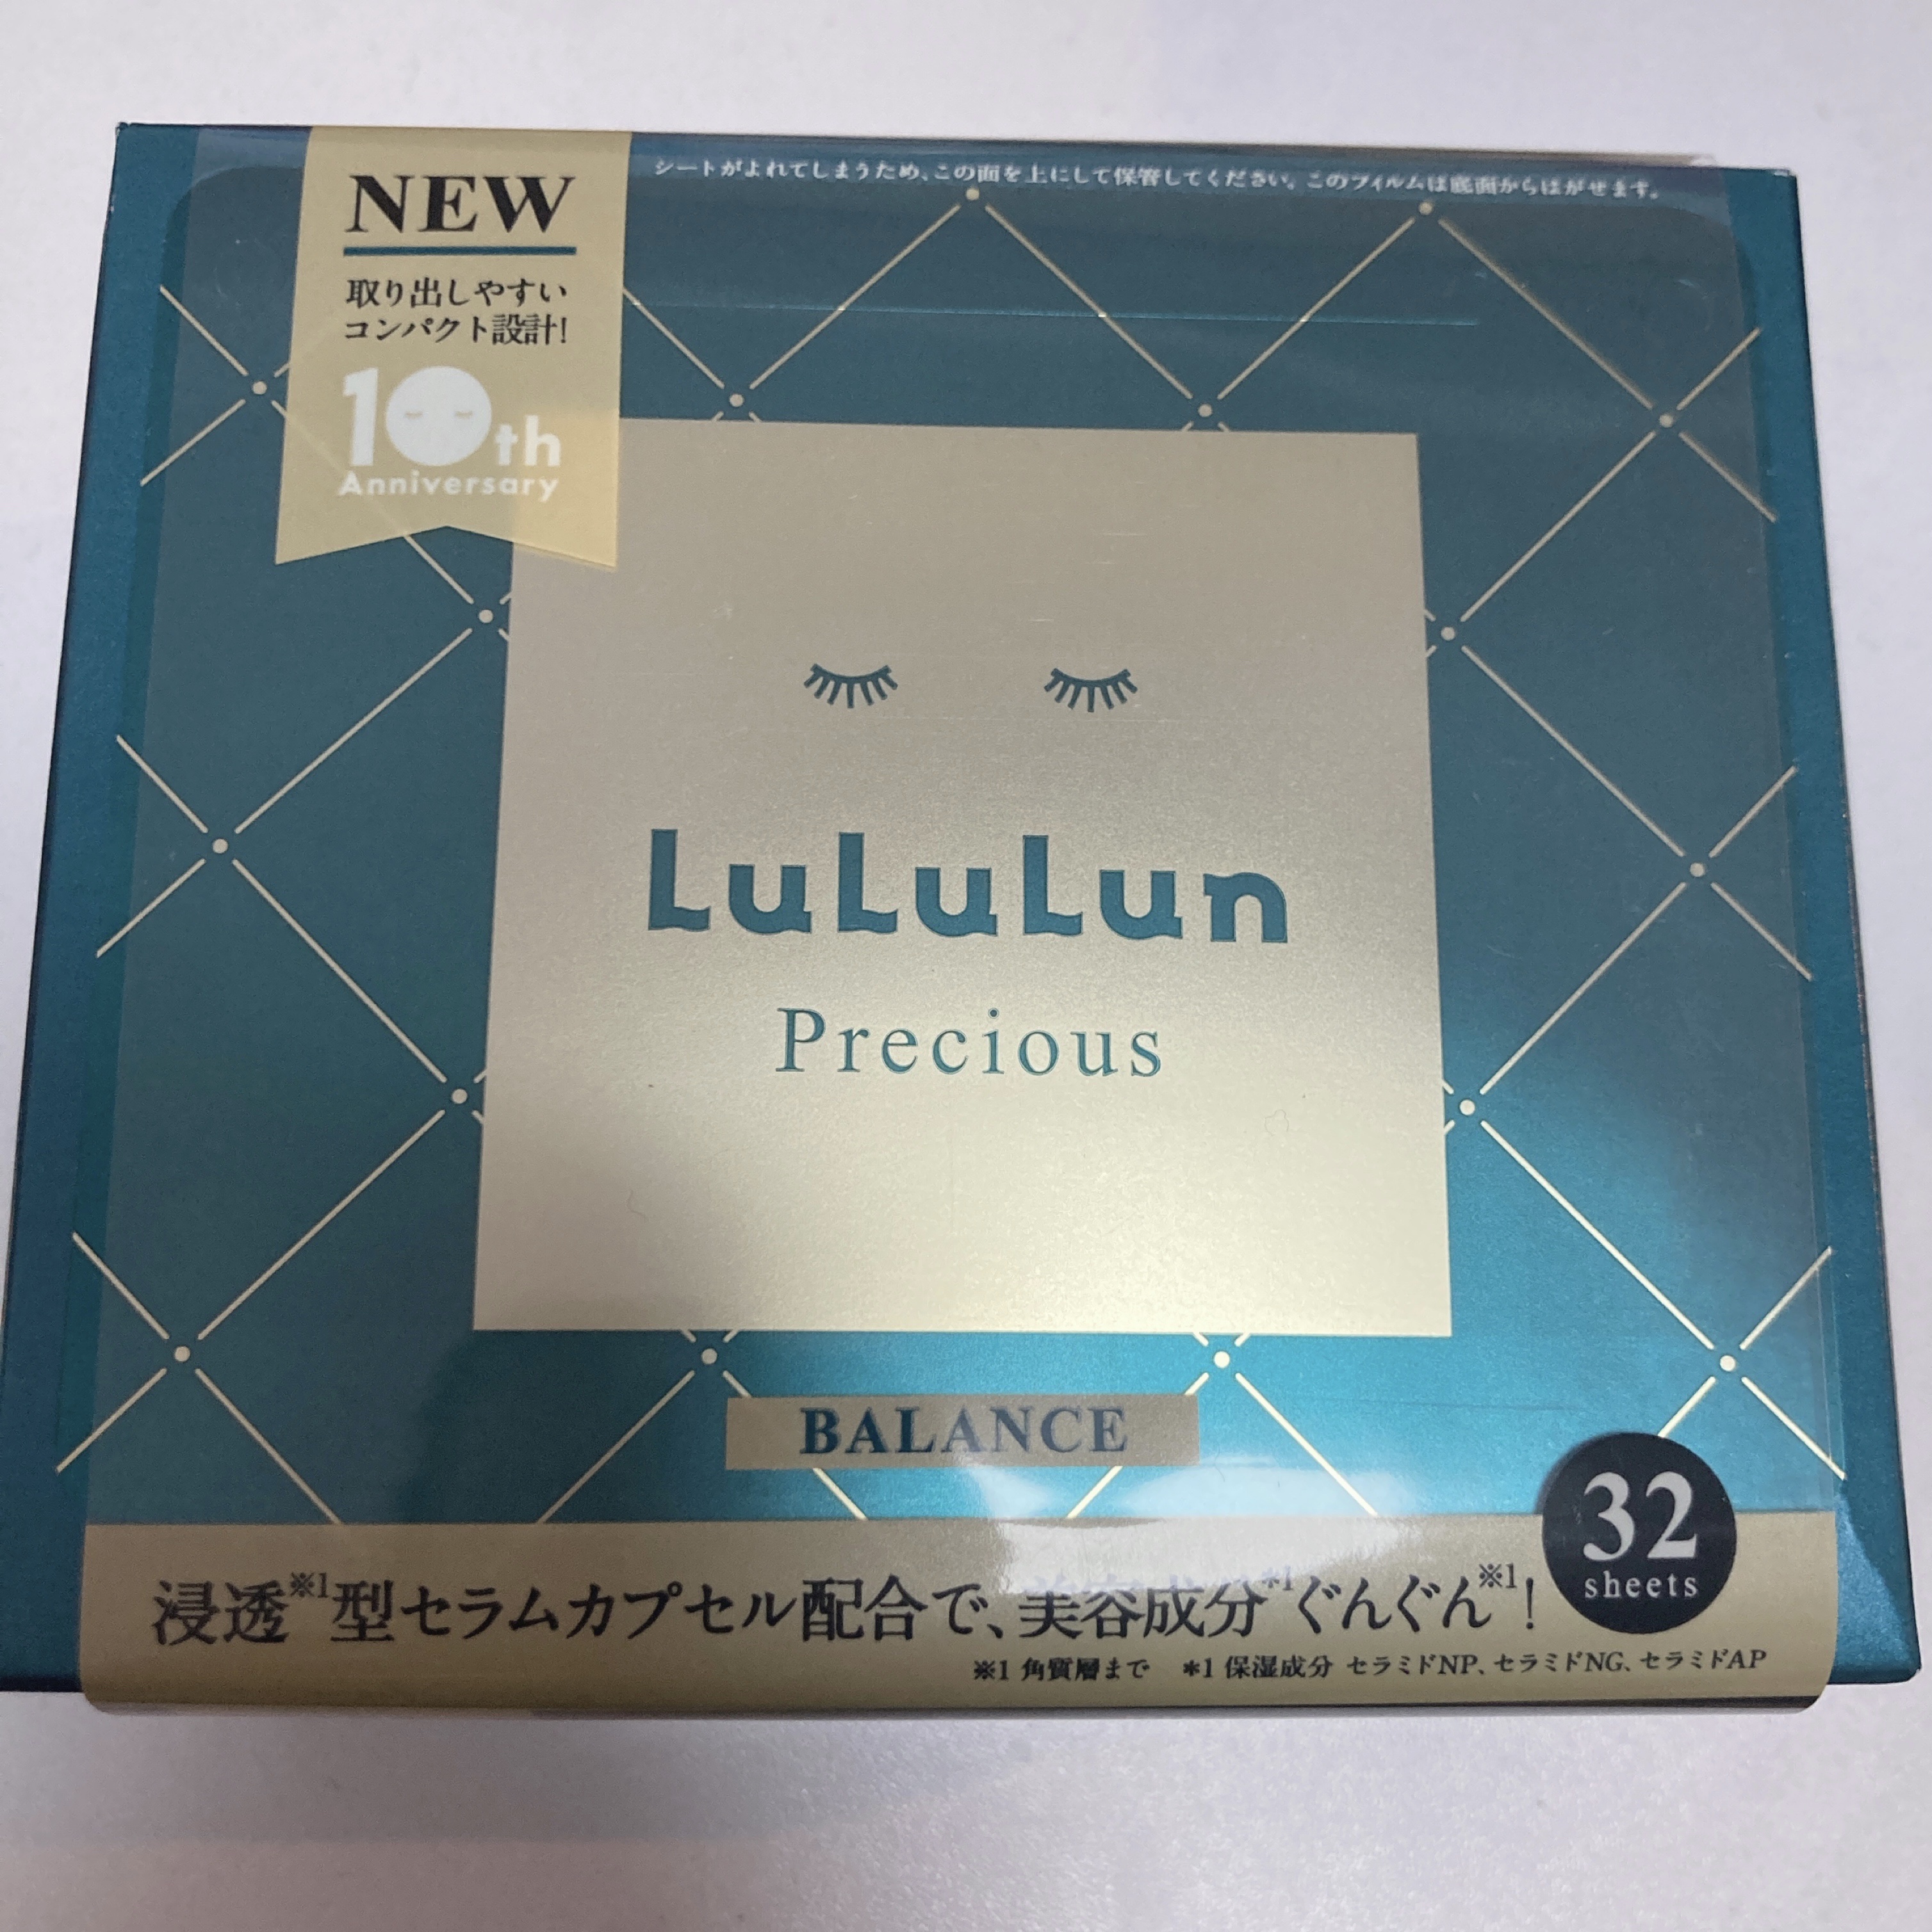 シートがよれてしまうため、この面を上にして保管してください。このフィルムは底面からはがせます。
NEW
取り出しやすい
コンパクト設計!
10th
Anniversary
LuLuLun
Precious
BALANCE
32
sheets
浸透※1型セラムカプセル配合で、美容成分*1ぐんぐん※1!
※1 角質層まで *1 保湿成分 セラミドNP、セラミドNG、セラミドAP